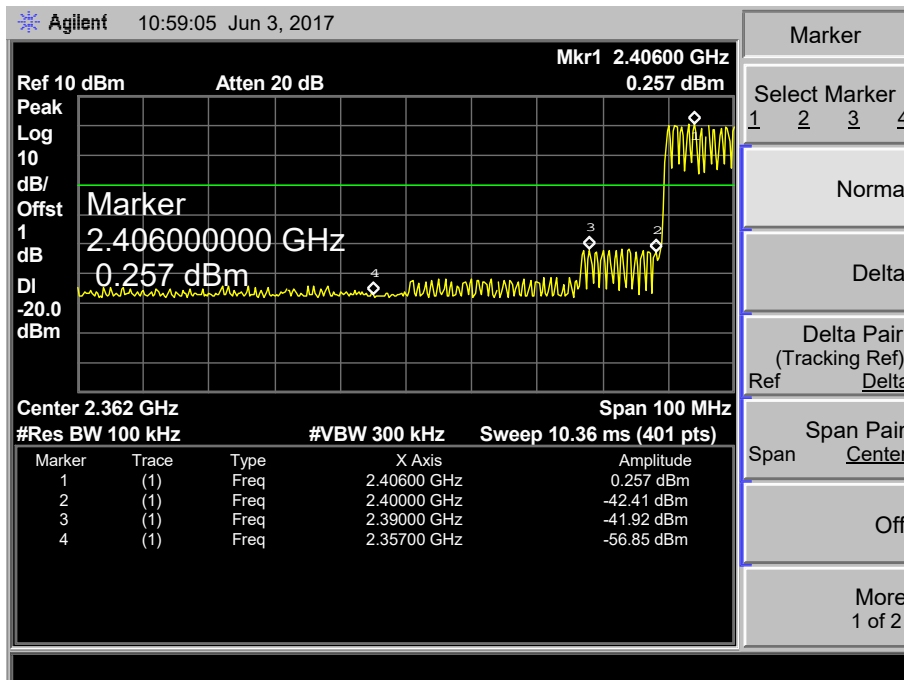 Agilent 10:59:05 Jun 3, 2017
Mkr1 2.40600 GHz
Ref 10 dBm Atten 20 dB 0.257 dBm
Peak
Log
10
dB/
Offst
1
dB
DI
-20.0
dBm
Marker
2.406000000 GHz
0.257 dBm
1
3
2
4
Center 2.362 GHz Span 100 MHz
#Res BW 100 kHz #VBW 300 kHz Sweep 10.36 ms (401 pts)
Marker Trace Type X Axis Amplitude
1 (1) Freq 2.40600 GHz 0.257 dBm
2 (1) Freq 2.40000 GHz -42.41 dBm
3 (1) Freq 2.39000 GHz -41.92 dBm
4 (1) Freq 2.35700 GHz -56.85 dBm
Marker
Select Marker
1 2 3 4
Norma
Delta
Delta Pair
(Tracking Ref)
Ref Delta
Span Pair
Span Center
Off
More
1 of 2